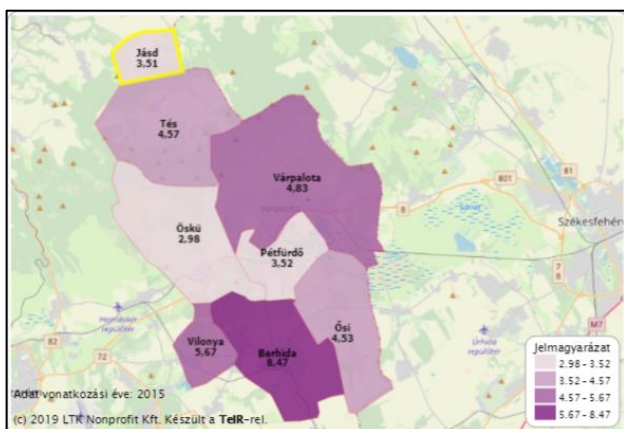 Jásd
3,51
Tés
4,57
Várpalota
4,83
8
801
81
Székesfehér
Öskü
2,98
Pétfürdő
3,52
7
8
Ősi
4,53
M7
82
72
Vilonya
5,67
Berhida
8,47
Jelmagyarázat
2.98 - 3.52
3.52 - 4.57
4.57 - 5.67
5.67 - 8.47
Adat vonatkozási éve: 2015
(c) 2019 LTK Nonprofit Kft. Készült a TeIR-rel.